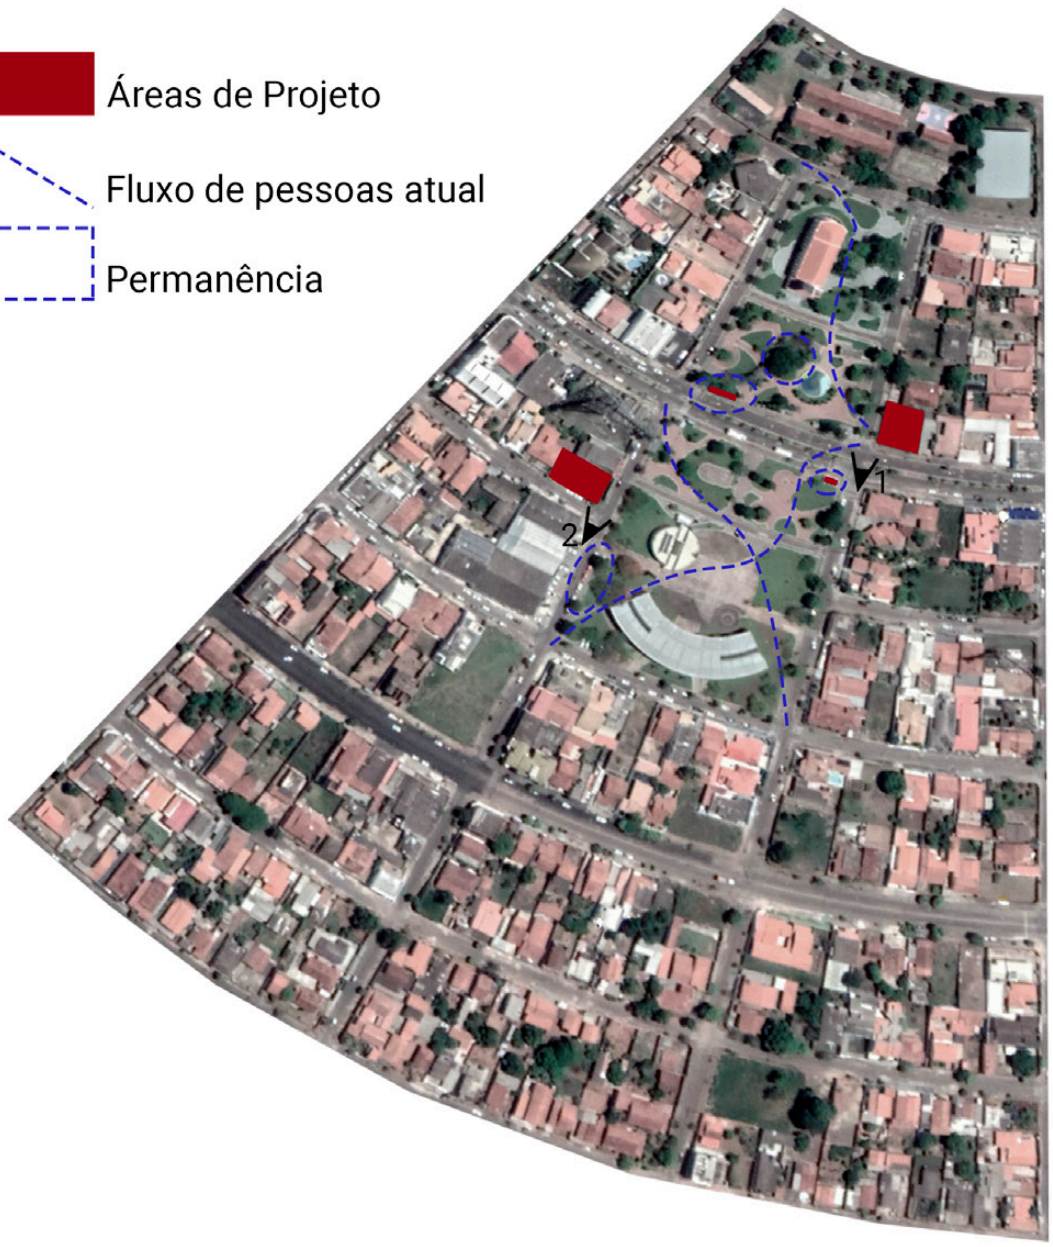 Áreas de Projeto
Fluxo de pessoas atual
Permanência
1
2